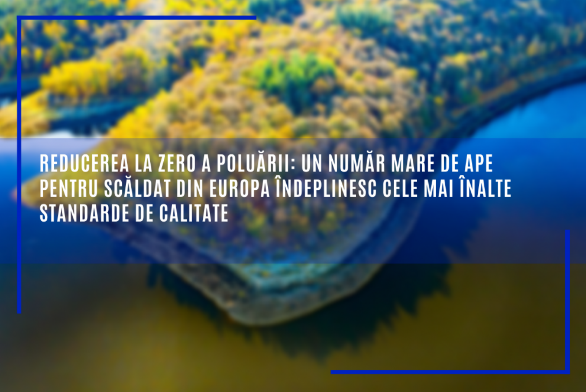 REDUCEREA LA ZERO A POLUĂRII: UN NUMĂR MARE DE APE
PENTRU SCĂLDAT DIN EUROPA ÎNDEPLINESC CELE MAI ÎNALTE
STANDARDE DE CALITATE